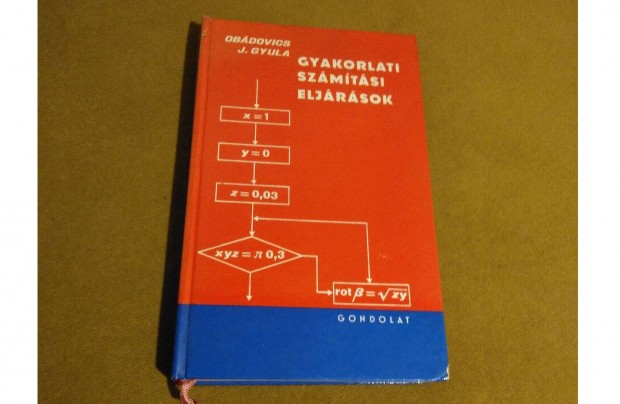 OBÁDOVICS
J. GYULA
GYAKORLATI
SZÁMÍTÁSI
ELJÁRÁSOK
x = 1
y = 0
z = 0,03
xyz = π 0,3
rot β = √zy
GONDOLAT